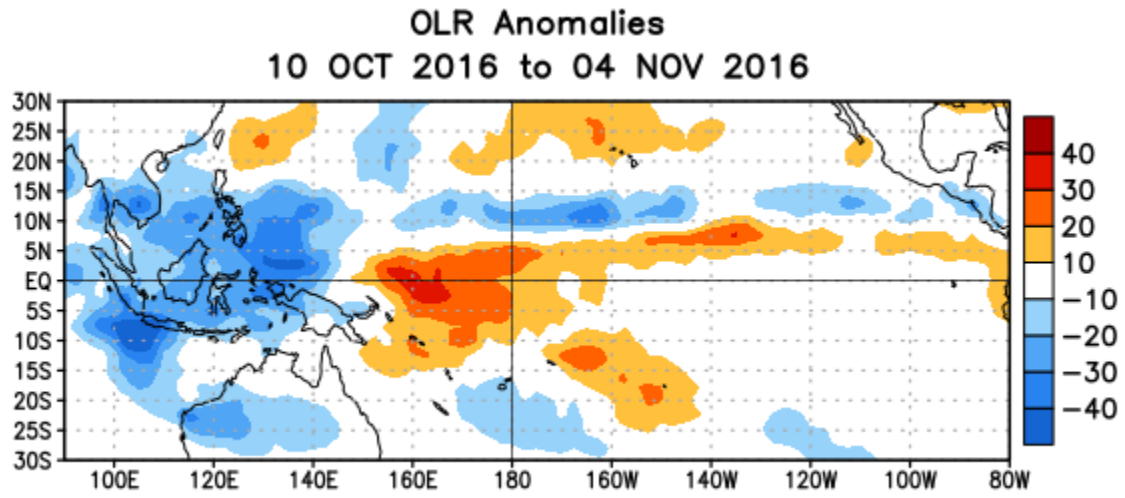 OLR Anomalies
10 OCT 2016 to 04 NOV 2016
30N
25N
20N
15N
10N
5N
EQ
5S
10S
15S
20S
25S
30S
100E 120E 140E 160E 180 160W 140W 120W 100W 80W
40
30
20
10
-10
-20
-30
-40